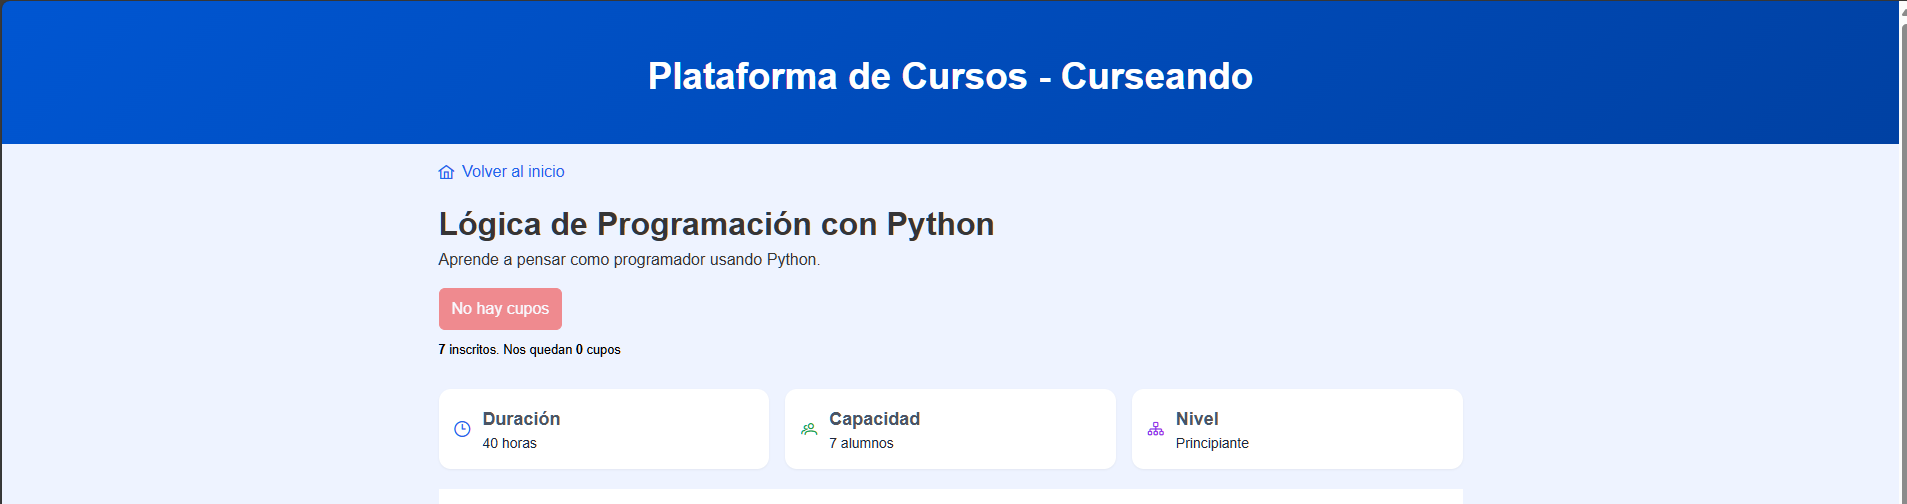 Plataforma de Cursos - Curseando
Volver al inicio
Lógica de Programación con Python
Aprende a pensar como programador usando Python.
No hay cupos
7 inscritos. Nos quedan 0 cupos
Duración
40 horas
Capacidad
7 alumnos
Nivel
Principiante